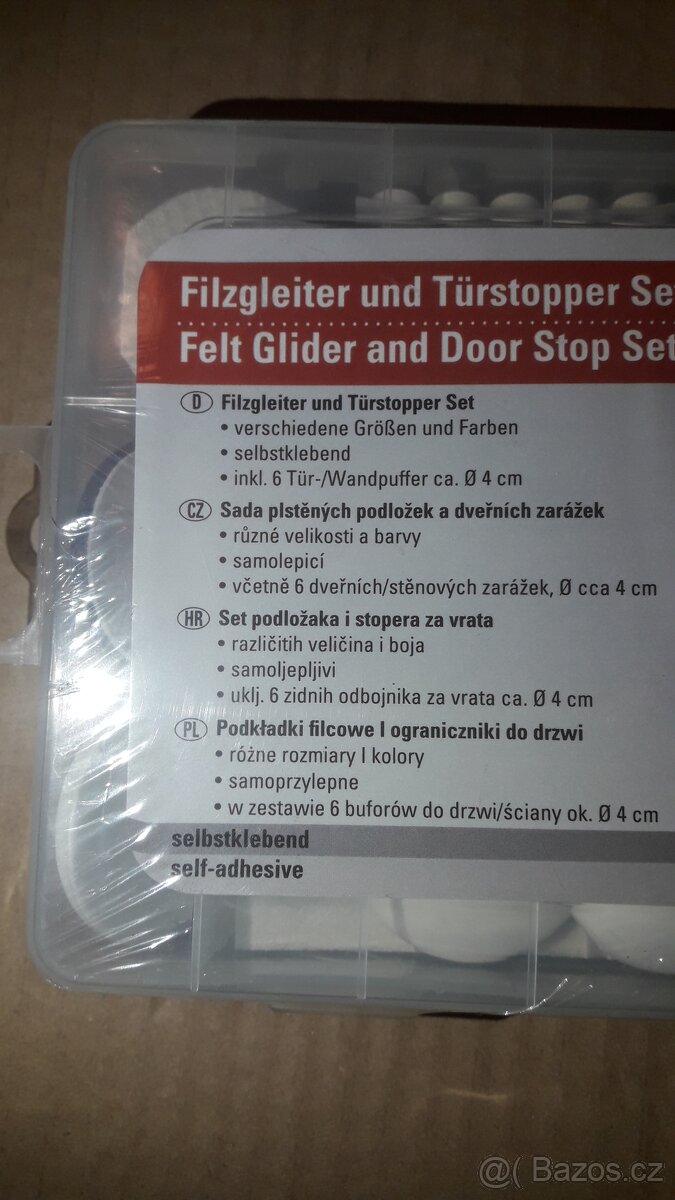 Filzgleiter und Türstopper Se
Felt Glider and Door Stop Set
D Filzgleiter und Türstopper Set
• verschiedene Größen und Farben
• selbstklebend
• inkl. 6 Tür-/Wandpuffer ca. Ø 4 cm
CZ Sada plstěných podložek a dveřních zarážek
• různé velikosti a barvy
• samolepicí
• včetně 6 dveřních/stěnových zarážek, Ø cca 4 cm
HR Set podložaka i stopera za vrata
• različitih veličina i boja
• samoljepljivi
• uklj. 6 zidnih odbojnika za vrata ca. Ø 4 cm
PL Podkładki filcowe I ograniczniki do drzwi
• różne rozmiary I kolory
• samoprzylepne
• w zestawie 6 buforów do drzwi/ściany ok. Ø 4 cm
selbstklebend
self-adhesive
@( Bazos.cz